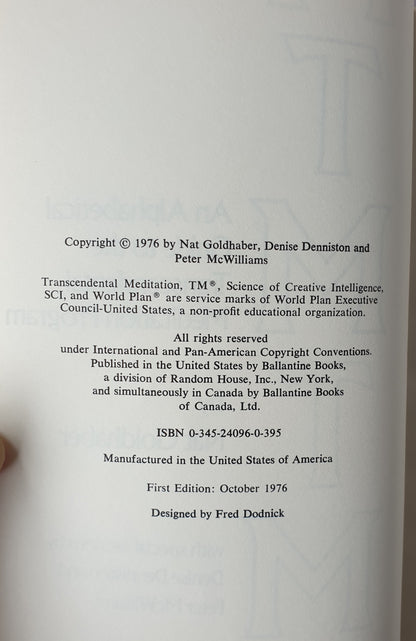 Copyright © 1976 by Nat Goldhaber, Denise Denniston and
Peter McWilliams
Transcendental Meditation, TM®, Science of Creative Intelligence,
SCI, and World Plan® are service marks of World Plan Executive
Council-United States, a non-profit educational organization.
All rights reserved
under International and Pan-American Copyright Conventions.
Published in the United States by Ballantine Books,
a division of Random House, Inc., New York,
and simultaneously in Canada by Ballantine Books
of Canada, Ltd.
ISBN 0-345-24096-0-395
Manufactured in the United States of America
First Edition: October 1976
Designed by Fred Dodnick